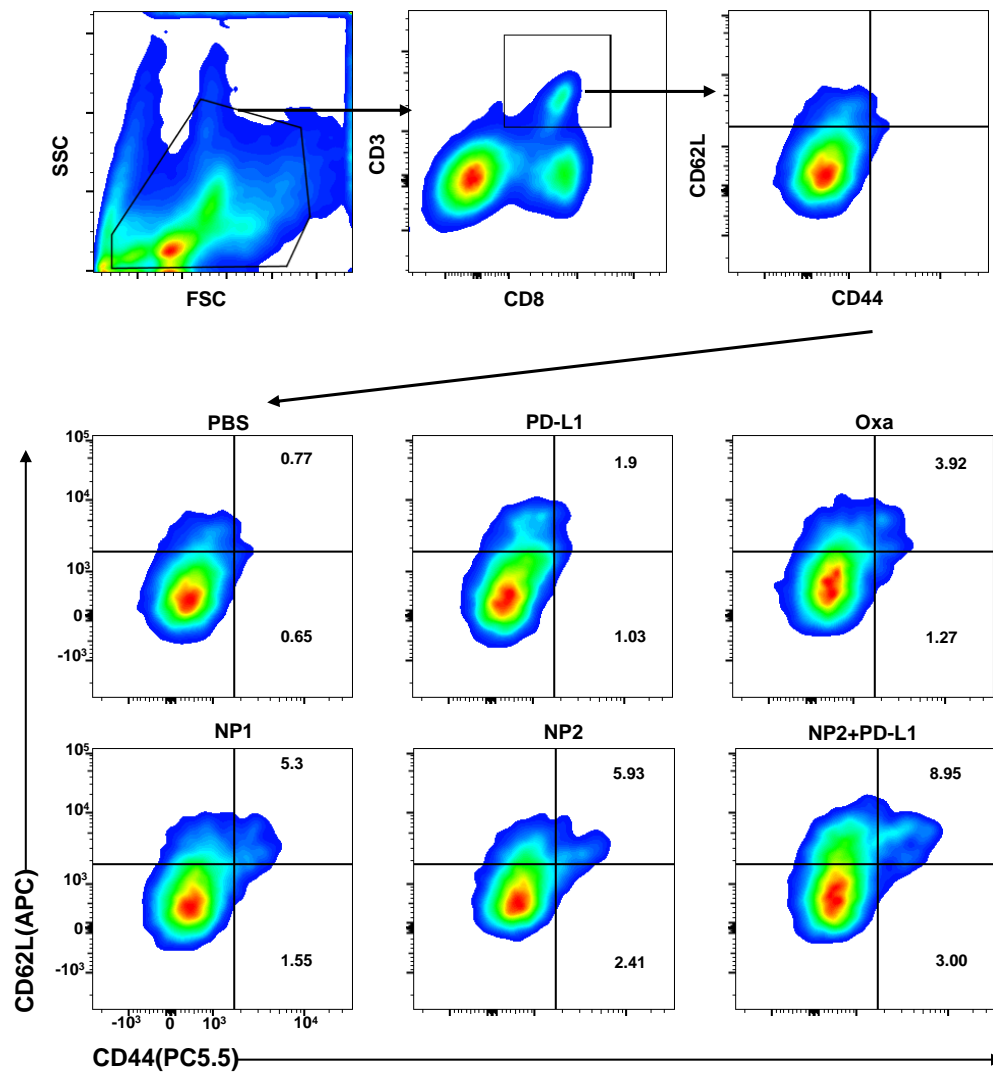 SSC
FSC
CD3
CD8
CD62L
CD44
PBS
PD-L1
Oxa
10⁵
10⁴
10³
0
-10³
0.77
0.65
1.9
1.03
3.92
1.27
NP1
NP2
NP2+PD-L1
10⁵
10⁴
10³
0
-10³
5.3
1.55
5.93
2.41
8.95
3.00
-10³ 0 10³ 10⁴
CD62L(APC)
CD44(PC5.5)